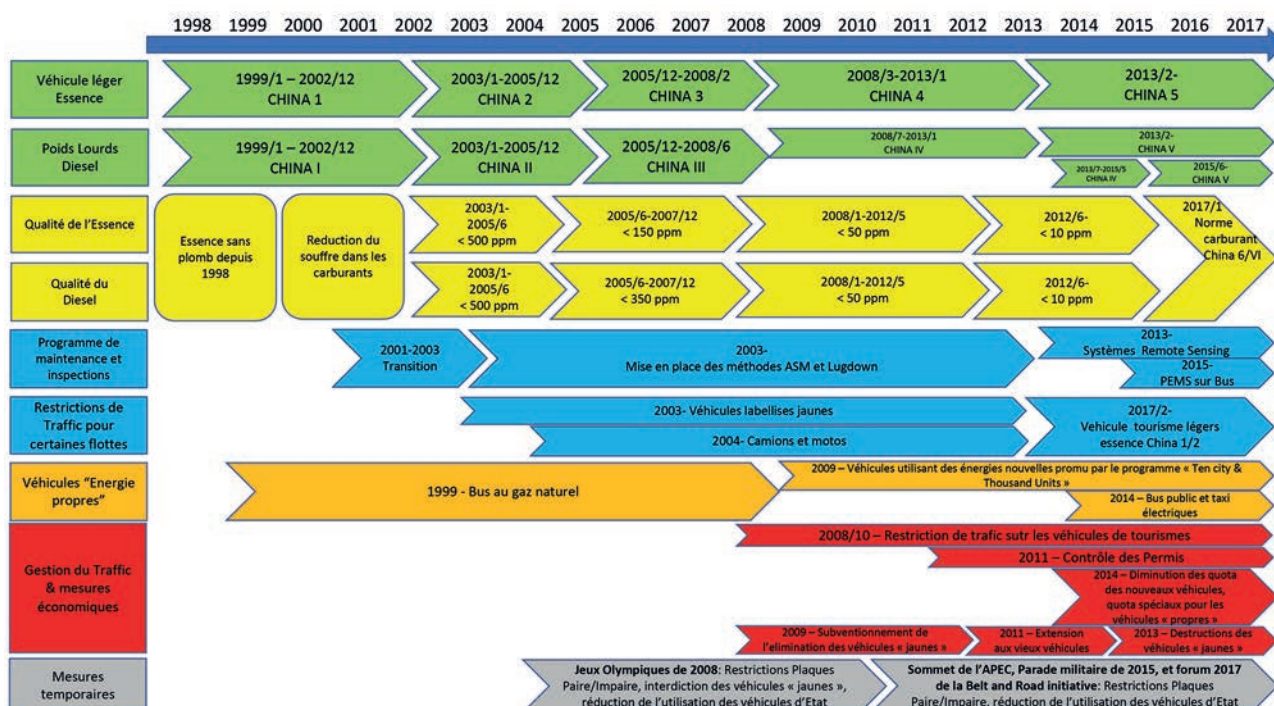 1998 1999 2000 2001 2002 2003 2004 2005 2006 2007 2008 2009 2010 2011 2012 2013 2014 2015 2016 2017
Véhicule léger
Essence
1999/1 – 2002/12
CHINA 1
2003/1-2005/12
CHINA 2
2005/12-2008/2
CHINA 3
2008/3-2013/1
CHINA 4
2013/2-
CHINA 5
Poids Lourds
Diesel
1999/1 – 2002/12
CHINA I
2003/1-2005/12
CHINA II
2005/12-2008/6
CHINA III
2008/7-2013/1
CHINA IV
2013/2-
CHINA V
2013/7-2015/5
CHINA IV
2015/6-
CHINA V
Qualité de l'Essence
Essence sans
plomb depuis
1998
Reduction du
souffre dans les
carburants
2003/1-
2005/6
< 500 ppm
2005/6-2007/12
< 150 ppm
2008/1-2012/5
< 50 ppm
2012/6-
< 10 ppm
2017/1
Norme
carburant
China 6/VI
Qualité du
Diesel
2003/1-
2005/6
< 500 ppm
2005/6-2007/12
< 350 ppm
2008/1-2012/5
< 50 ppm
2012/6-
< 10 ppm
Programme de
maintenance et
inspections
2001-2003
Transition
2003-
Mise en place des méthodes ASM et Lugdown
2013-
Systèmes Remote Sensing
2015-
PEMS sur Bus
Restrictions de
Traffic pour
certaines flottes
2003- Véhicules labellises jaunes
2004- Camions et motos
2017/2-
Vehicule tourisme légers
essence China 1/2
Véhicules "Energie
propres"
1999 - Bus au gaz naturel
2009 – Véhicules utilisant des énergies nouvelles promu par le programme « Ten city &
Thousand Units »
2014 – Bus public et taxi
électriques
Gestion du Traffic
& mesures
économiques
2008/10 – Restriction de trafic sutr les véhicules de tourismes
2011 – Contrôle des Permis
2014 – Diminution des quota
des nouveaux véhicules,
quota spéciaux pour les
véhicules « propres »
2009 – Subventionnement de
l'elimination des véhicules « jaunes »
2011 – Extension
aux vieux véhicules
2013 – Destructions des
véhicules « jaunes »
Mesures
temporaires
Jeux Olympiques de 2008: Restrictions Plaques
Paire/Impaire, interdiction des véhicules « jaunes »,
réduction de l'utilisation des véhicules d'Etat
Sommet de l'APEC, Parade militaire de 2015, et forum 2017
de la Belt and Road initiative: Restrictions Plaques
Paire/Impaire, réduction de l'utilisation des véhicules d'Etat